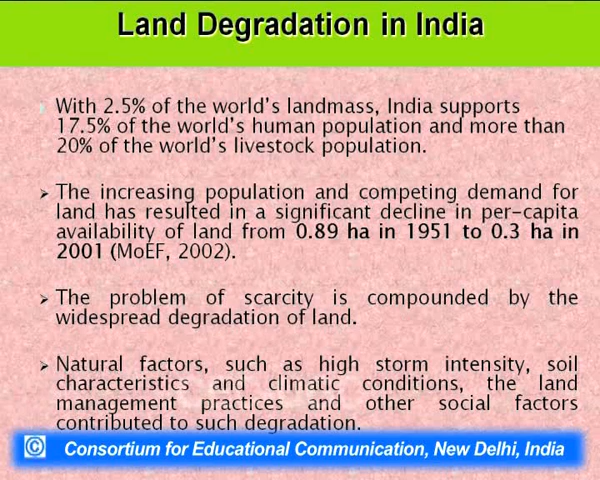 Land Degradation in India
With 2.5% of the world's landmass, India supports
17.5% of the world's human population and more than
20% of the world's livestock population.
➢ The increasing population and competing demand for
land has resulted in a significant decline in per-capita
availability of land from 0.89 ha in 1951 to 0.3 ha in
2001 (MoEF, 2002).
➢ The problem of scarcity is compounded by the
widespread degradation of land.
➢ Natural factors, such as high storm intensity, soil
characteristics and climatic conditions, the land
management practices and other social factors
contributed to such degradation.
© Consortium for Educational Communication, New Delhi, India